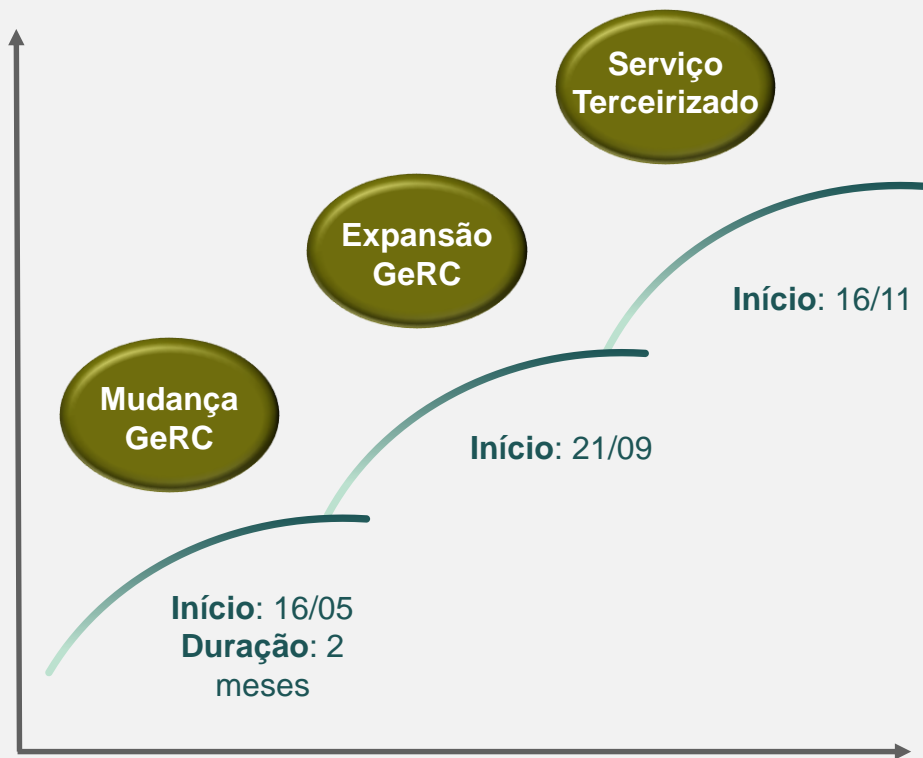 Serviço
Terceirizado
Expansão
GeRC
Início: 16/11
Mudança
GeRC
Início: 21/09
Início: 16/05
Duração: 2
meses